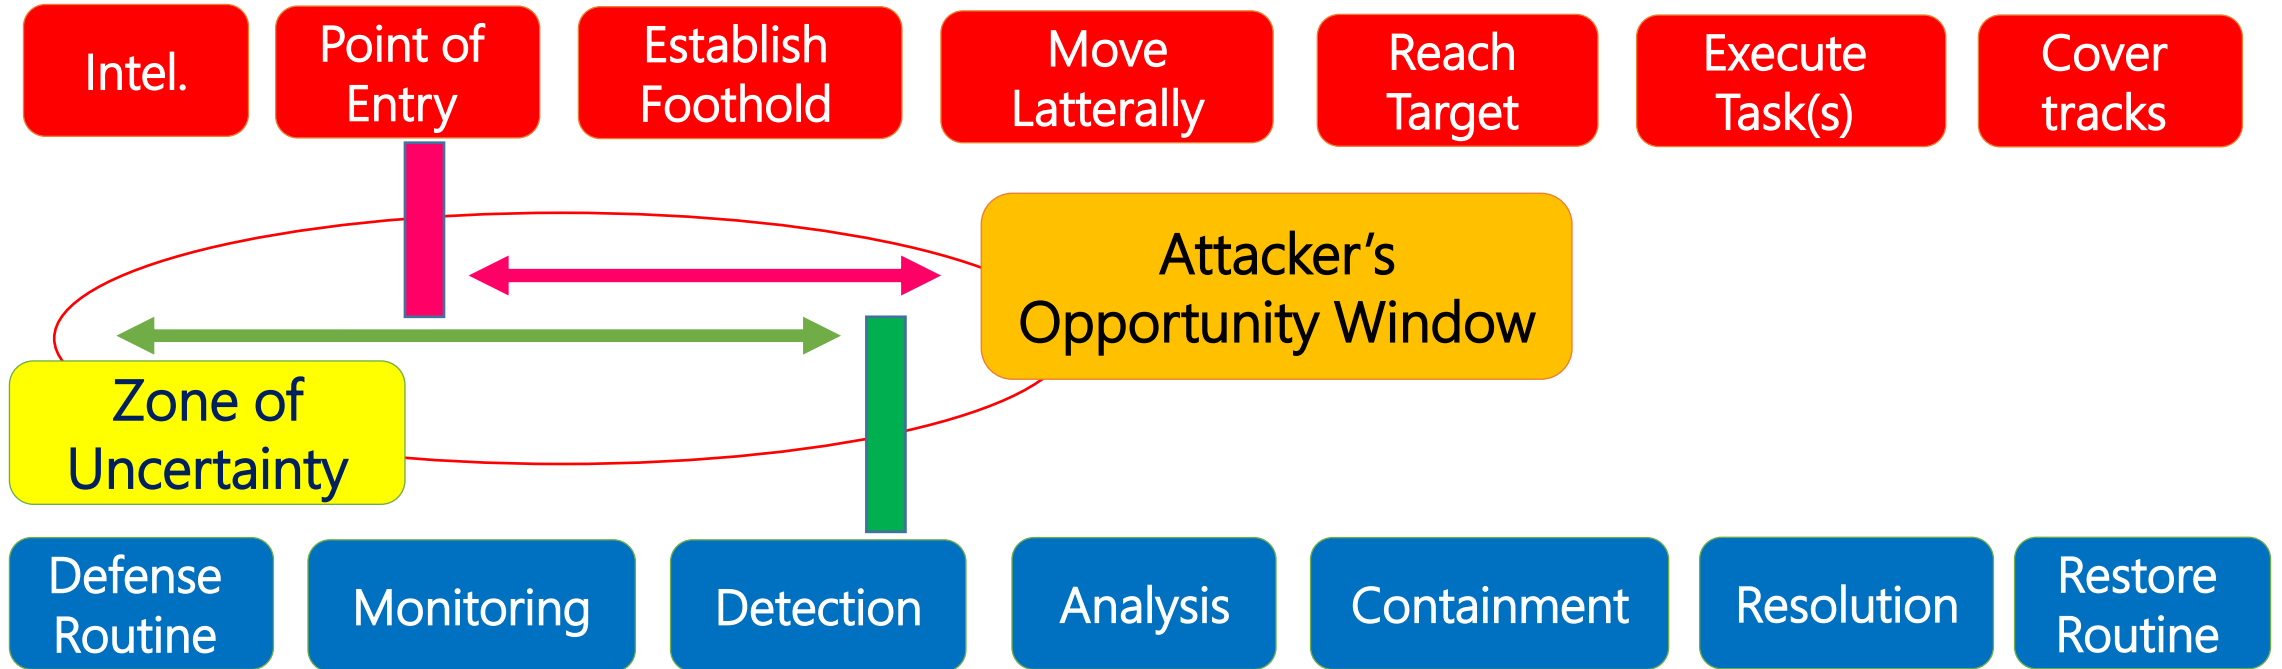 Intel.
Point of
Entry
Establish
Foothold
Move
Latterally
Reach
Target
Execute
Task(s)
Cover
tracks
Attacker’s
Opportunity Window
Zone of
Uncertainty
Defense
Routine
Monitoring
Detection
Analysis
Containment
Resolution
Restore
Routine